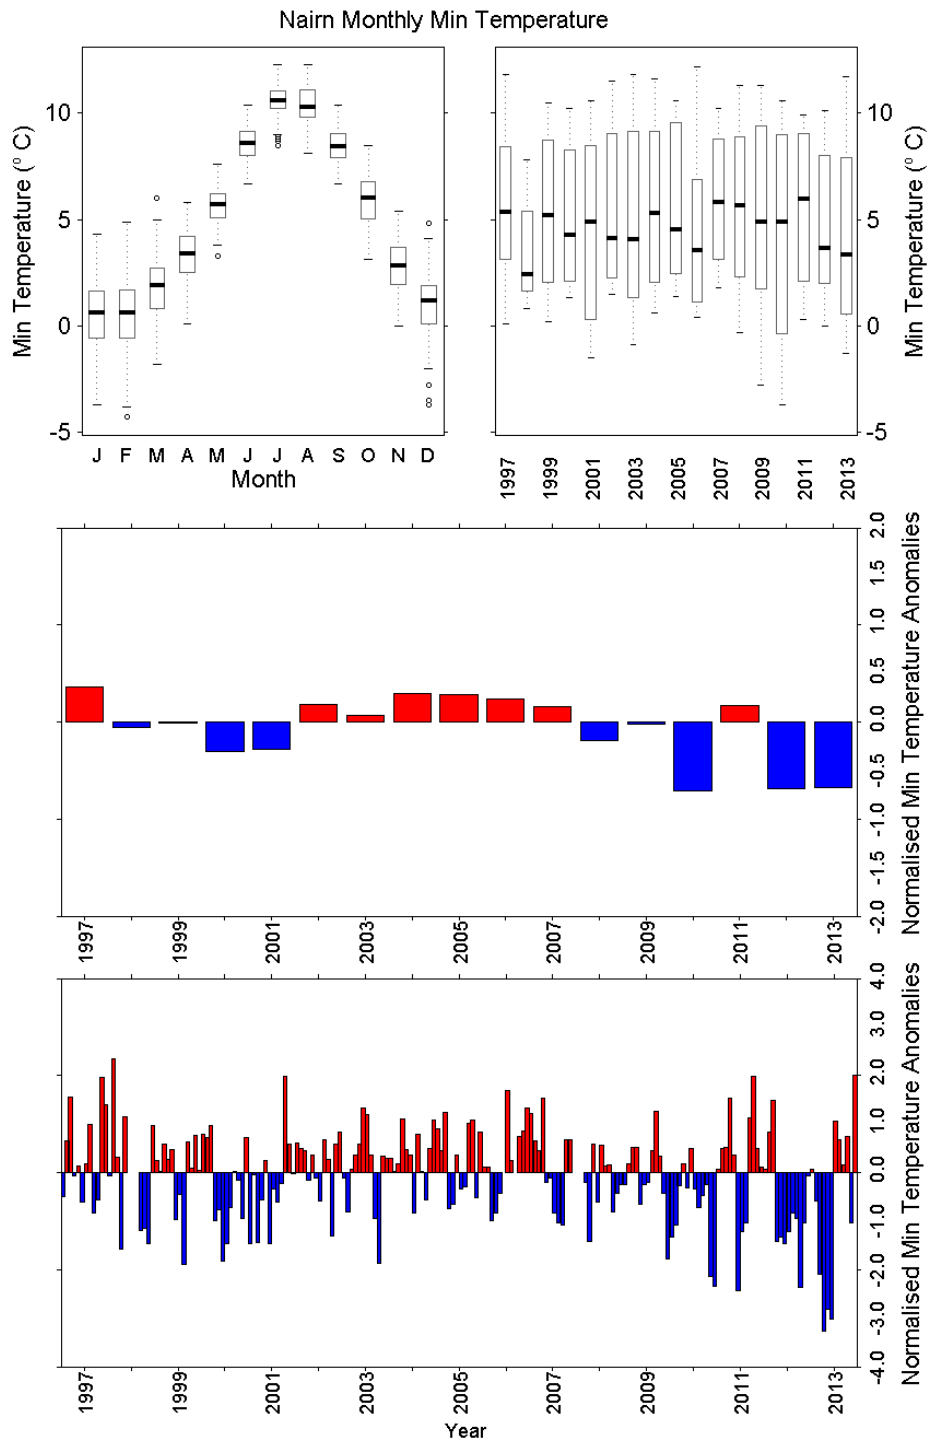 Nairn Monthly Min Temperature
Min Temperature (° C)
10
5
0
-5
J F M A M J J A S O N D
Month
10
5
0
-5
Min Temperature (° C)
1997 1999 2001 2003 2005 2007 2009 2011 2013
2.0
1.5
1.0
0.5
0.0
-0.5
-1.0
-1.5
-2.0
Normalised Min Temperature Anomalies
1997 1999 2001 2003 2005 2007 2009 2011 2013
4.0
3.0
2.0
1.0
0.0
-1.0
-2.0
-3.0
-4.0
Normalised Min Temperature Anomalies
1997 1999 2001 2003 2005 2007 2009 2011 2013
Year